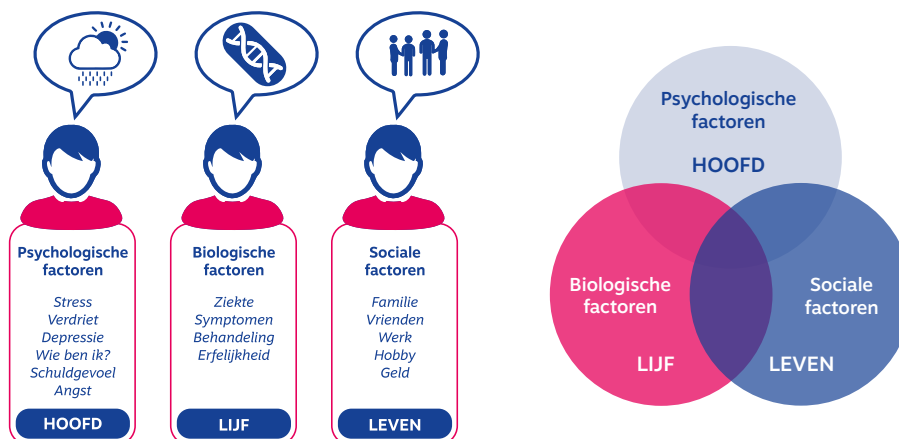 Psychologische
factoren
Stress
Verdriet
Depressie
Wie ben ik?
Schuldgevoel
Angst
HOOFD
Biologische
factoren
Ziekte
Symptomen
Behandeling
Erfelijkheid
LIJF
Sociale
factoren
Familie
Vrienden
Werk
Hobby
Geld
LEVEN
Psychologische
factoren
HOOFD
Biologische
factoren
LIJF
Sociale
factoren
LEVEN